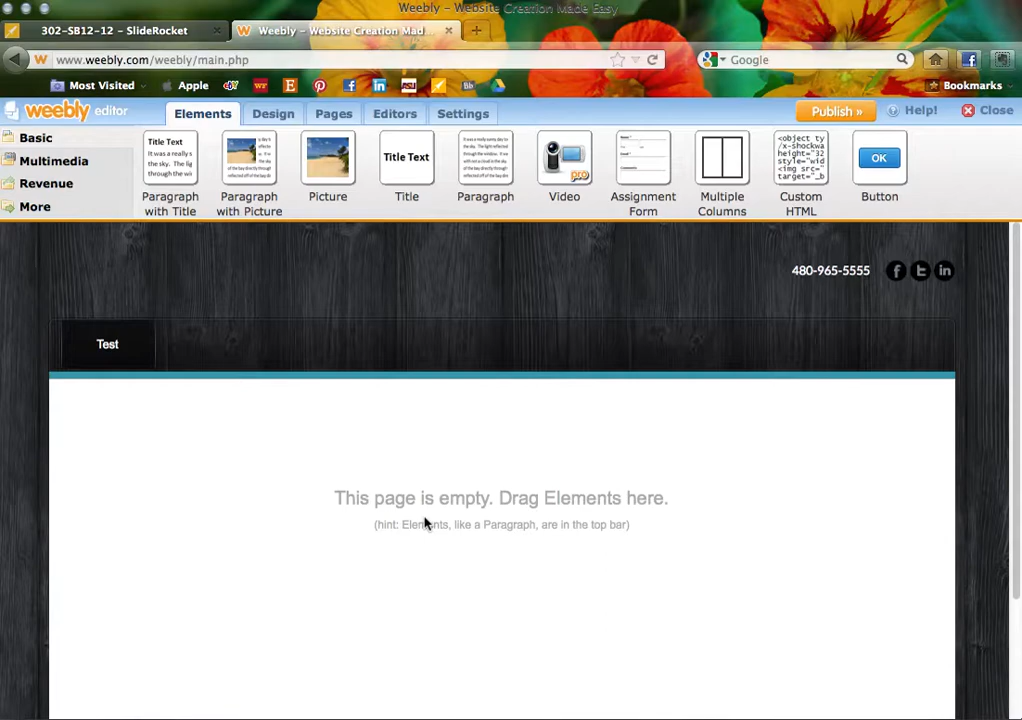 Weebly - Website Creation Made Easy
302-SB12-12 - SlideRocket
Weebly - Website Creation Mad...
www.weebly.com/weebly/main.php
Google
Most Visited
Apple
Bookmarks
weebly editor
Elements
Design
Pages
Editors
Settings
Publish »
Help!
Close
Basic
Multimedia
Revenue
More
Title Text
pro
OK
Paragraph
with Title
Paragraph
with Picture
Picture
Title
Paragraph
Video
Assignment
Form
Multiple
Columns
Custom
HTML
Button
480-965-5555
Test
This page is empty. Drag Elements here.
(hint: Elements, like a Paragraph, are in the top bar)